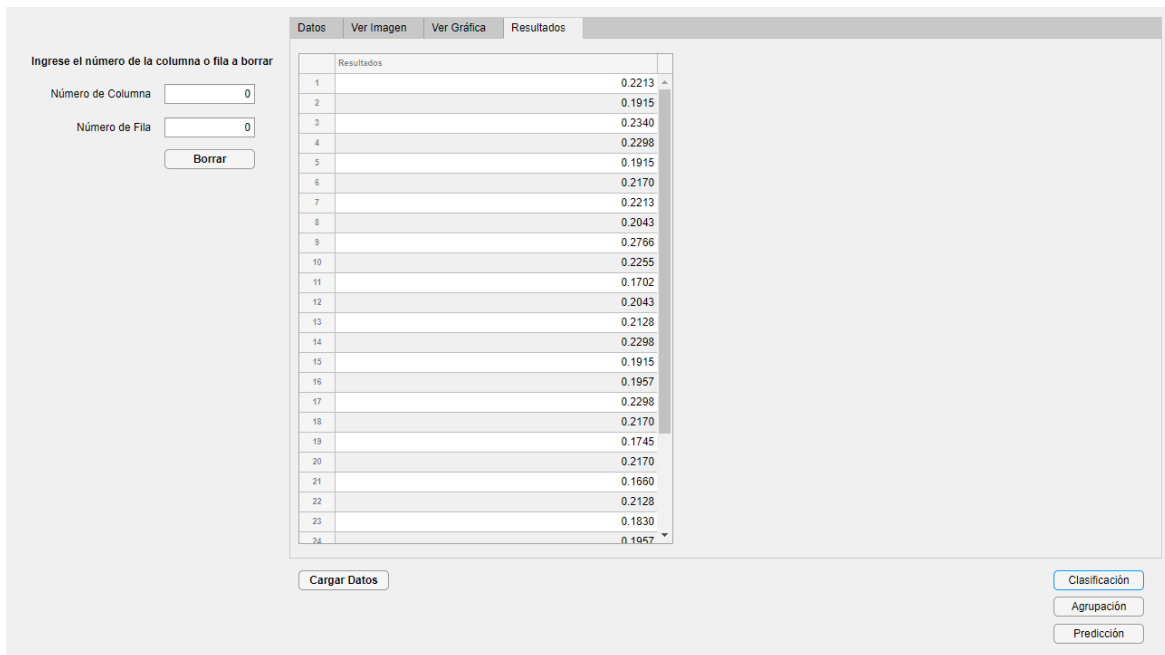 Datos Ver Imagen Ver Gráfica Resultados
Ingrese el número de la columna o fila a borrar
Número de Columna 0
Número de Fila 0
Borrar
Resultados
1 0.2213
2 0.1915
3 0.2340
4 0.2298
5 0.1915
6 0.2170
7 0.2213
8 0.2043
9 0.2766
10 0.2255
11 0.1702
12 0.2043
13 0.2128
14 0.2298
15 0.1915
16 0.1957
17 0.2298
18 0.2170
19 0.1745
20 0.2170
21 0.1660
22 0.2128
23 0.1830
24 0.1957
Cargar Datos
Clasificación
Agrupación
Predicción